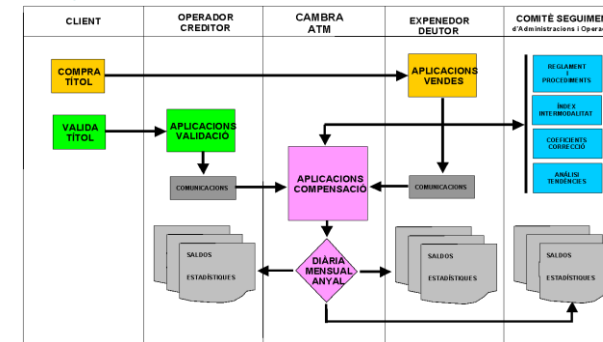 CLIENT
OPERADOR
CREDITOR
CAMBRA
ATM
EXPENEDOR
DEUTOR
COMITÈ SEGUIMEN
d'Administracions i Opera
COMPRA
TÍTOL
APLICACIONS
VENDES
REGLAMENT
I
PROCEDIMENTS
ÍNDEX
INTERMODALITAT
COEFICIENTS
CORRECCIÓ
ANÀLISI
TENDÈNCIES
VALIDA
TÍTOL
APLICACIONS
VALIDACIÓ
COMUNICACIONS
APLICACIONS
COMPENSACIÓ
COMUNICACIONS
SALDOS
ESTADÍSTIQUES
DIÀRIA
MENSUAL
ANYAL
SALDOS
ESTADÍSTIQUES
SALDOS
ESTADÍSTIQUES